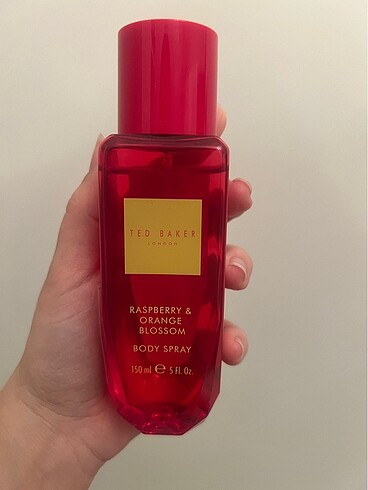 TED BAKER
LONDON
RASPBERRY &
ORANGE
BLOSSOM
BODY SPRAY
150 ml ℮ 5 Fl. Oz.